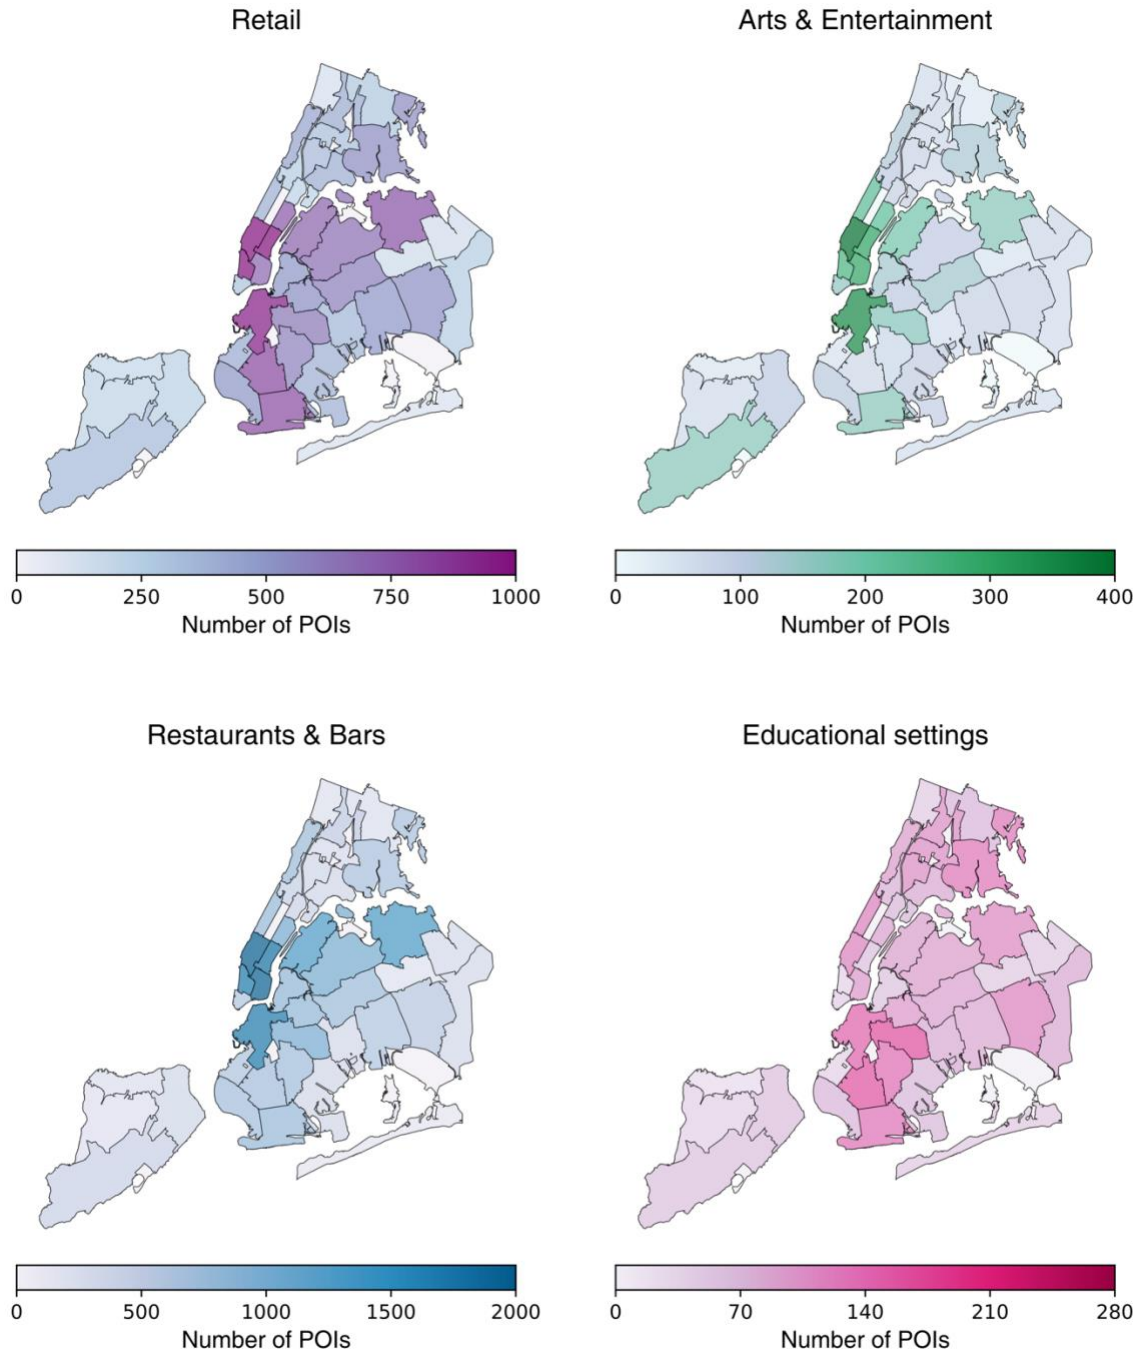 Retail
Arts & Entertainment
0 250 500 750 1000
Number of POIs
0 100 200 300 400
Number of POIs
Restaurants & Bars
Educational settings
0 500 1000 1500 2000
Number of POIs
0 70 140 210 280
Number of POIs